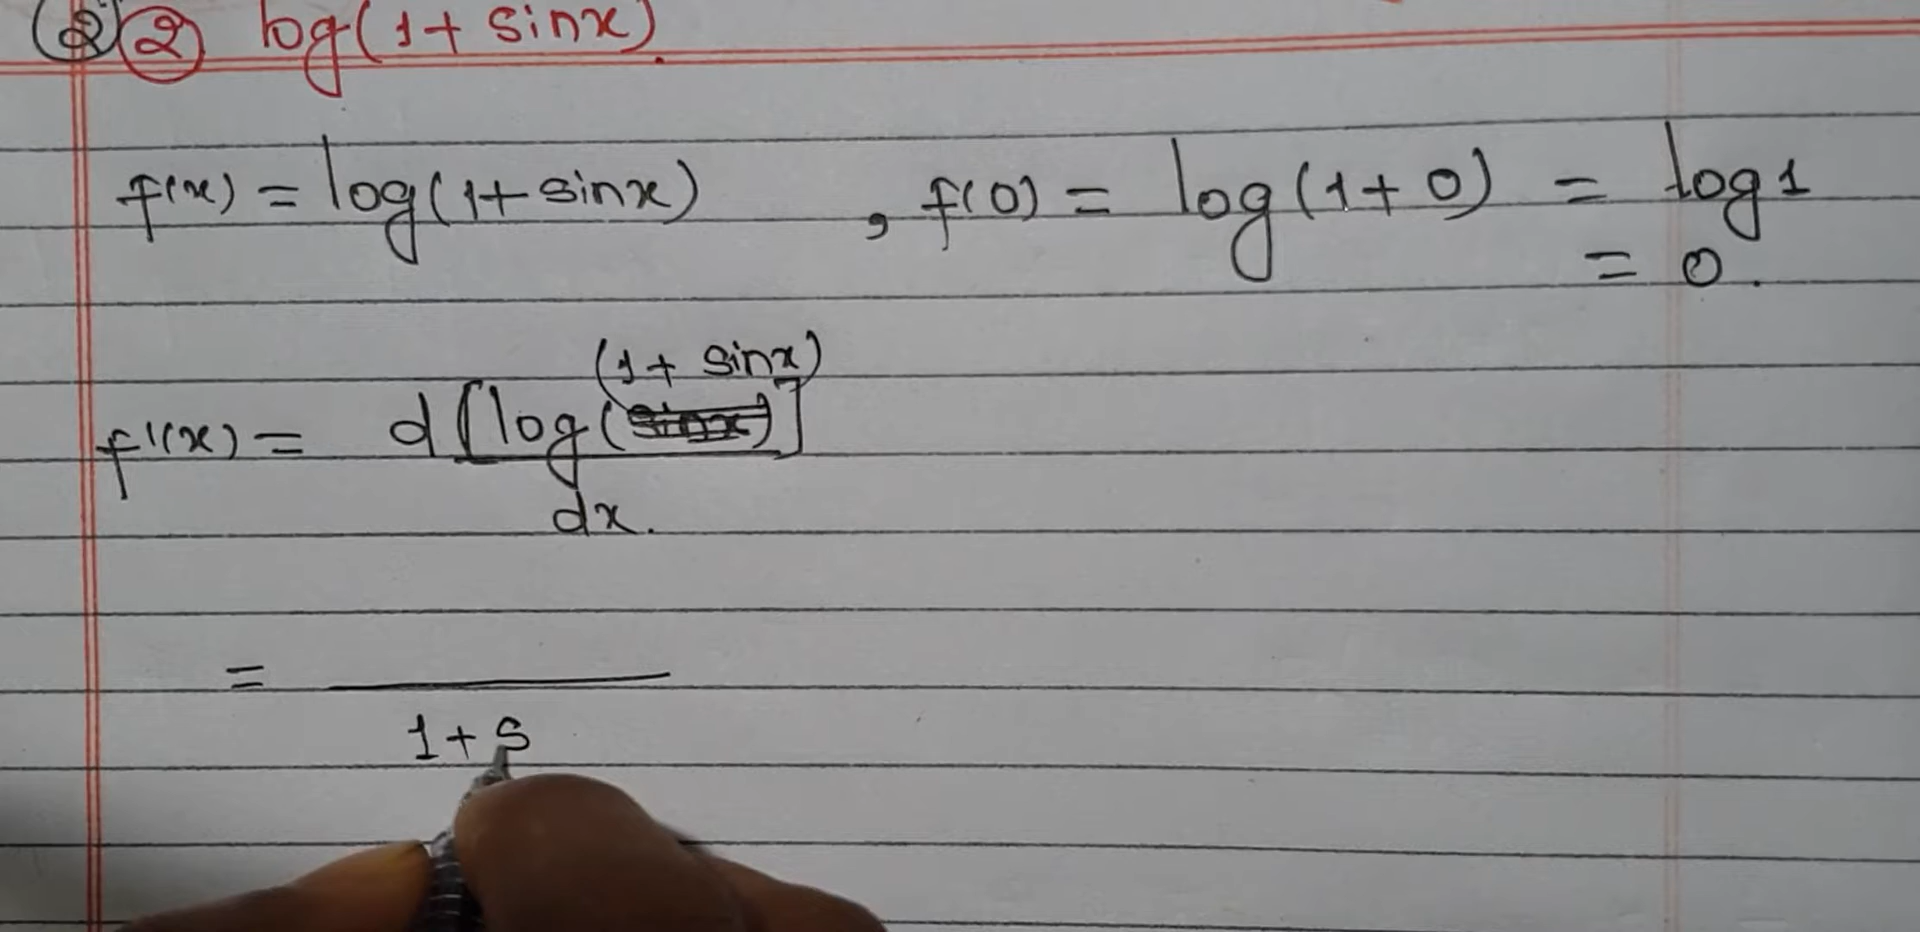 (2) 2 log(1+ sinx).
f(x) = log(1+ sinx) , f(0) = log(1+0) = log1
= 0.
(1+ sinx)
f'(x) = d[log(sinx)]
dx.
=
1+ s